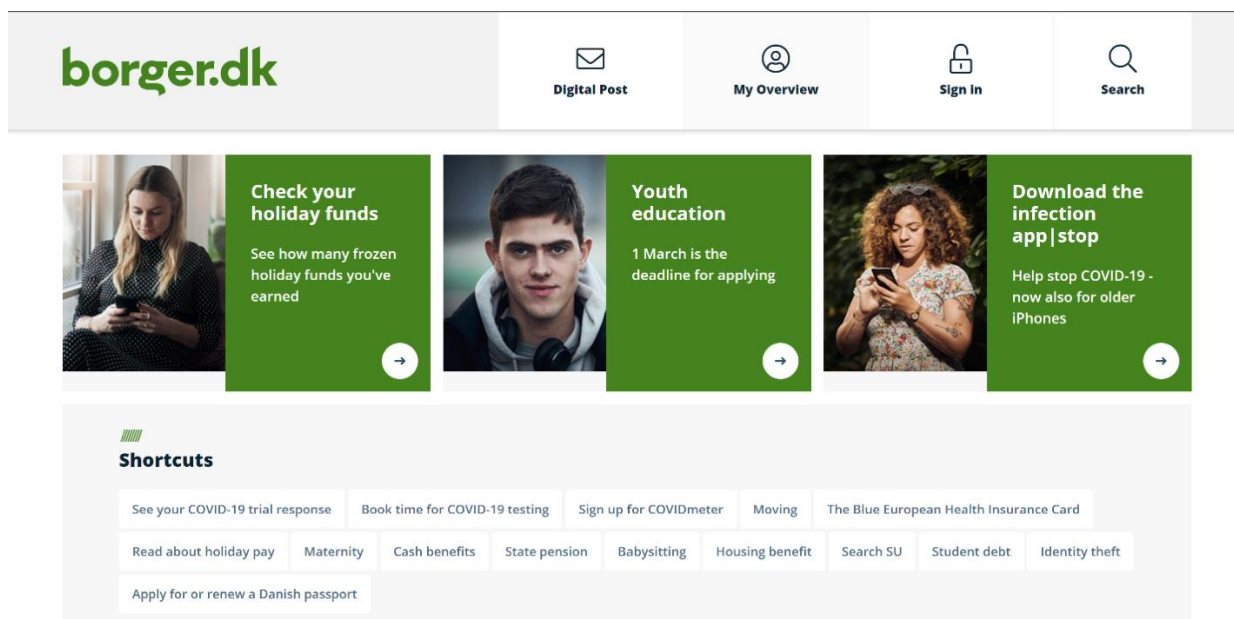 borger.dk
Digital Post
My Overview
Sign in
Search
Check your
holiday funds
See how many frozen
holiday funds you've
earned
Youth
education
1 March is the
deadline for applying
Download the
infection
app|stop
Help stop COVID-19 -
now also for older
iPhones
Shortcuts
See your COVID-19 trial response
Book time for COVID-19 testing
Sign up for COVIDmeter
Moving
The Blue European Health Insurance Card
Read about holiday pay
Maternity
Cash benefits
State pension
Babysitting
Housing benefit
Search SU
Student debt
Identity theft
Apply for or renew a Danish passport